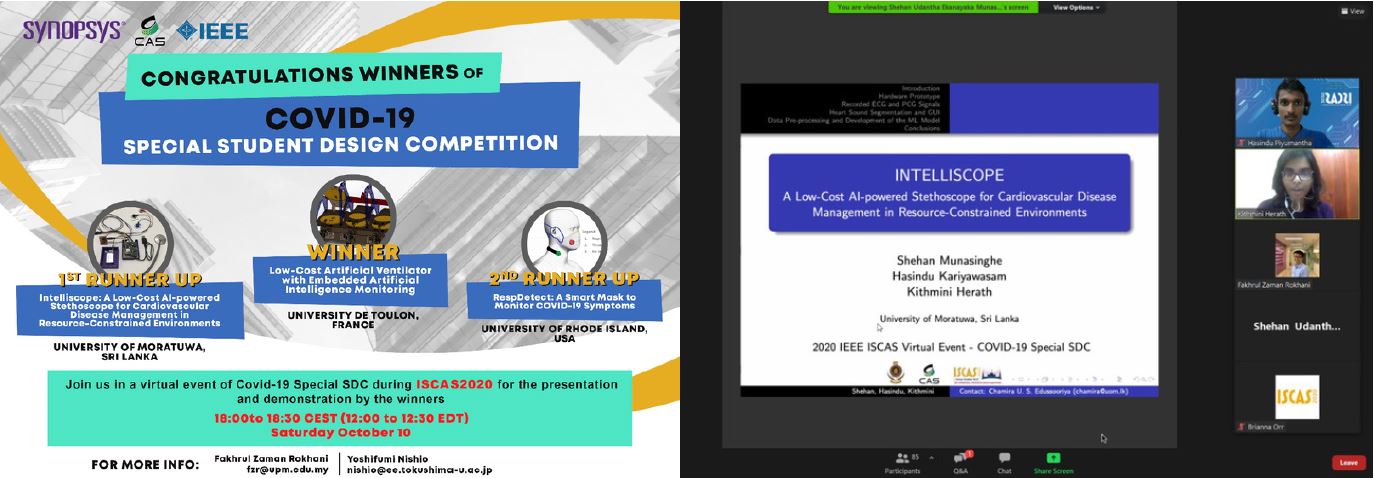 SYNOPSYS®
CAS
IEEE
CONGRATULATIONS WINNERS OF
COVID-19
SPECIAL STUDENT DESIGN COMPETITION
1ST RUNNER UP
Intelliscope: A Low-Cost AI-powered
Stethoscope for Cardiovascular
Disease Management in
Resource-Constrained Environments
UNIVERSITY OF MORATUWA,
SRI LANKA
WINNER
Low-Cost Artificial Ventilator
with Embedded Artificial
Intelligence Monitoring
UNIVERSITY DE TOULON,
FRANCE
2ND RUNNER UP
RespDetect: A Smart Mask to
Monitor COVID-19 Symptoms
UNIVERSITY OF RHODE ISLAND,
USA
Join us in a virtual event of Covid-19 Special SDC during ISCAS2020 for the presentation
and demonstration by the winners
18:00to 18:30 CEST (12:00 to 12:30 EDT)
Saturday October 10
FOR MORE INFO:
Fakhrul Zaman Rokhani
fzr@upm.edu.my
Yoshifumi Nishio
nishio@ee.tokushima-u.ac.jp
You are viewing Shehan Udantha Ekanayaka Munas...'s screen
View Options
View
Introduction
Hardware Prototype
Recorded ECG and PCG Signals
Heart Sound Segmentation and GUI
Data Pre-processing and Development of the ML Model
Conclusions
INTELLISCOPE
A Low-Cost AI-powered Stethoscope for Cardiovascular Disease
Management in Resource-Constrained Environments
Shehan Munasinghe
Hasindu Kariyawasam
Kithmini Herath
University of Moratuwa, Sri Lanka
2020 IEEE ISCAS Virtual Event - COVID-19 Special SDC
CAS
ISCAS
Shehan, Hasindu, Kithmini
Contact: Chamira U. S. Edussooriya (chamira@uom.lk)
Hasindu Piyumantha
Kithmini Herath
Fakhrul Zaman Rokhani
Shehan Udanth...
ISCAS
Brianna Orr
85
1
Participants
Q&A
Chat
Share Screen
Leave